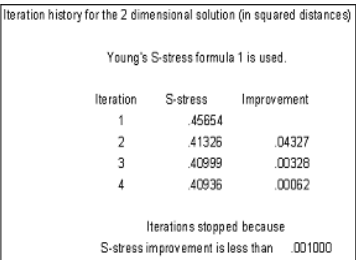 Iteration history for the 2 dimensional solution (in squared distances)
Young's S-stress formula 1 is used.
Iteration S-stress Improvement
1 .45654
2 .41326 .04327
3 .40999 .00328
4 .40936 .00062
Iterations stopped because
S-stress improvement is less than .001000